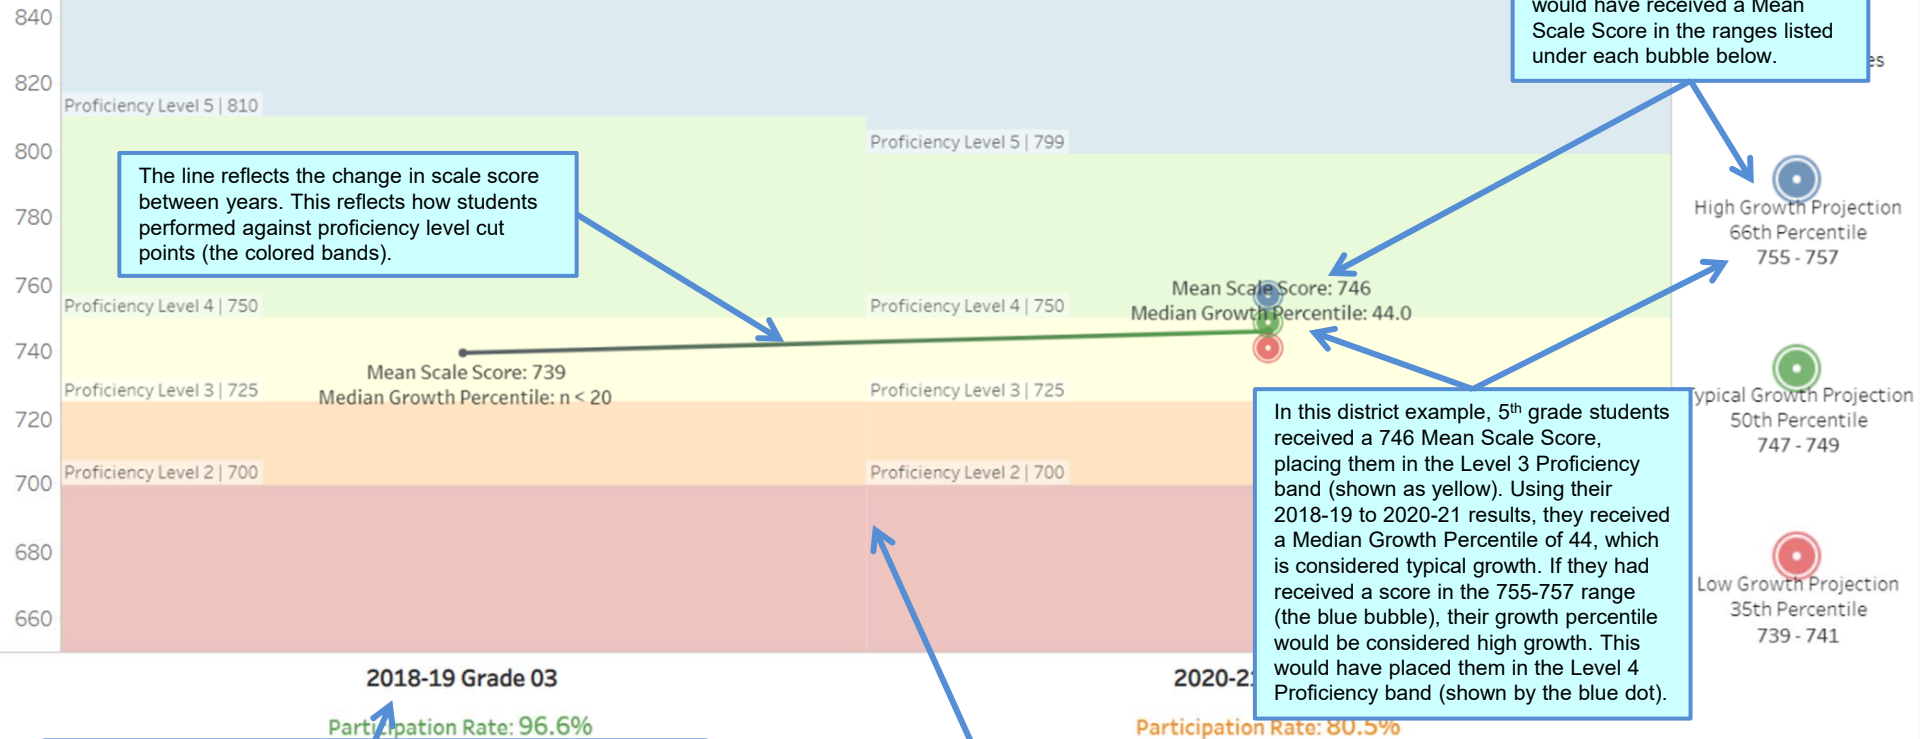 would have received a Mean
Scale Score in the ranges listed
under each bubble below.
es
840
820
800
780
760
740
720
700
680
660
Proficiency Level 5 | 810
Proficiency Level 5 | 799
The line reflects the change in scale score
between years. This reflects how students
performed against proficiency level cut
points (the colored bands).
Proficiency Level 4 | 750
Proficiency Level 4 | 750
Mean Scale Score: 746
Median Growth Percentile: 44.0
Mean Scale Score: 739
Median Growth Percentile: n < 20
Proficiency Level 3 | 725
Proficiency Level 3 | 725
Proficiency Level 2 | 700
Proficiency Level 2 | 700
High Growth Projection
66th Percentile
755 - 757
ypical Growth Projection
50th Percentile
747 - 749
Low Growth Projection
35th Percentile
739 - 741
In this district example, 5th grade students
received a 746 Mean Scale Score,
placing them in the Level 3 Proficiency
band (shown as yellow). Using their
2018-19 to 2020-21 results, they received
a Median Growth Percentile of 44, which
is considered typical growth. If they had
received a score in the 755-757 range
(the blue bubble), their growth percentile
would be considered high growth. This
would have placed them in the Level 4
Proficiency band (shown by the blue dot).
2018-19 Grade 03
2020-21
Participation Rate: 96.6%
Participation Rate: 80.5%